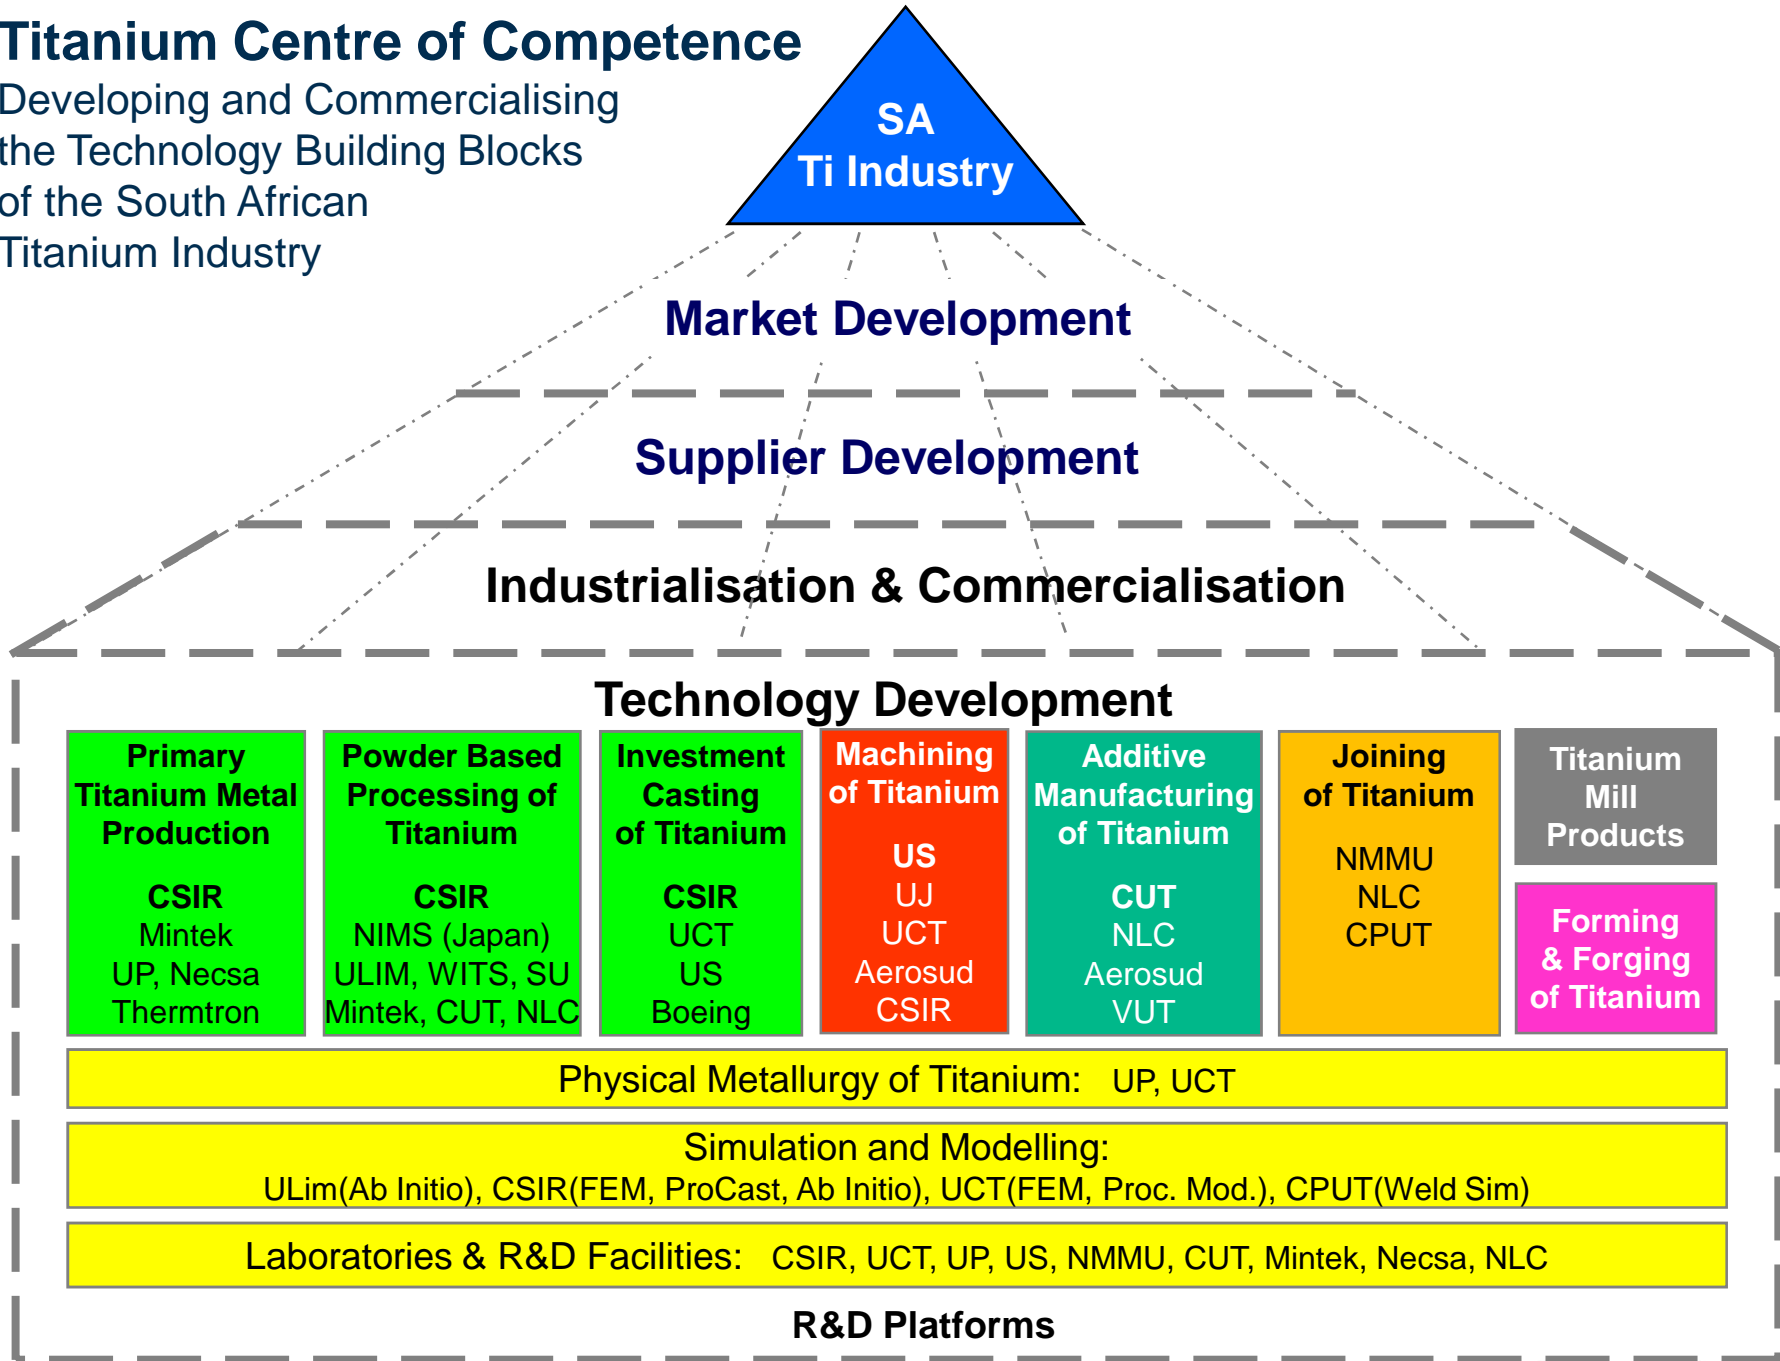 Titanium Centre of Competence
Developing and Commercialising
the Technology Building Blocks
of the South African
Titanium Industry
SA
Ti Industry
Market Development
Supplier Development
Industrialisation & Commercialisation
Technology Development
Primary
Titanium Metal
Production
CSIR
Mintek
UP, Necsa
Thermtron
Powder Based
Processing of
Titanium
CSIR
NIMS (Japan)
ULIM, WITS, SU
Mintek, CUT, NLC
Investment
Casting
of Titanium
CSIR
UCT
US
Boeing
Machining
of Titanium
US
UJ
UCT
Aerosud
CSIR
Additive
Manufacturing
of Titanium
CUT
NLC
Aerosud
VUT
Joining
of Titanium
NMMU
NLC
CPUT
Titanium
Mill
Products
Forming
& Forging
of Titanium
Physical Metallurgy of Titanium: UP, UCT
Simulation and Modelling:
ULim(Ab Initio), CSIR(FEM, ProCast, Ab Initio), UCT(FEM, Proc. Mod.), CPUT(Weld Sim)
Laboratories & R&D Facilities: CSIR, UCT, UP, US, NMMU, CUT, Mintek, Necsa, NLC
R&D Platforms